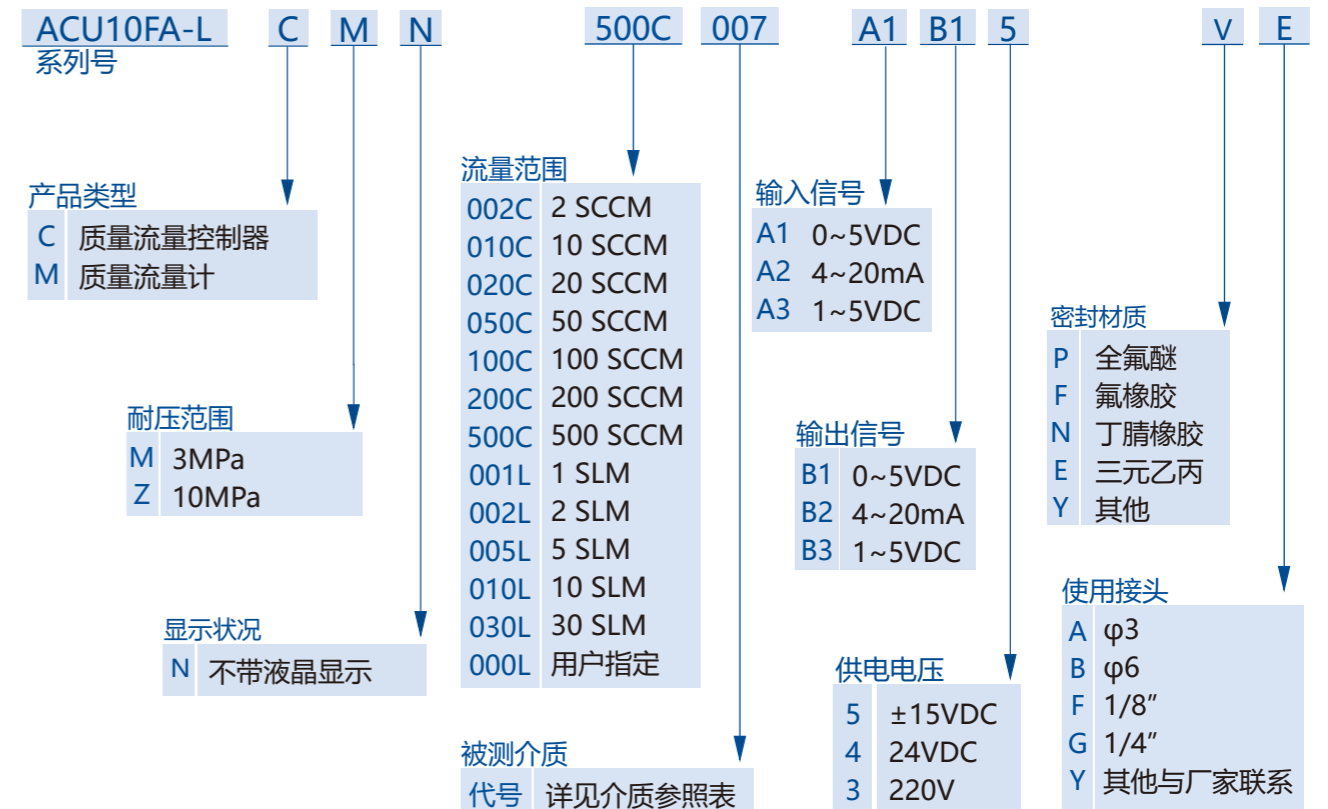 ACU10FA-L C M N 500C 007 A1 B1 5 V E
系列号
产品类型
C 质量流量控制器
M 质量流量计
耐压范围
M 3MPa
Z 10MPa
显示状况
N 不带液晶显示
流量范围
002C 2 SCCM
010C 10 SCCM
020C 20 SCCM
050C 50 SCCM
100C 100 SCCM
200C 200 SCCM
500C 500 SCCM
001L 1 SLM
002L 2 SLM
005L 5 SLM
010L 10 SLM
030L 30 SLM
000L 用户指定
被测介质
代号 详见介质参照表
输入信号
A1 0~5VDC
A2 4~20mA
A3 1~5VDC
输出信号
B1 0~5VDC
B2 4~20mA
B3 1~5VDC
供电电压
5 ±15VDC
4 24VDC
3 220V
密封材质
P 全氟醚
F 氟橡胶
N 丁腈橡胶
E 三元乙丙
Y 其他
使用接头
A φ3
B φ6
F 1/8″
G 1/4″
Y 其他与厂家联系